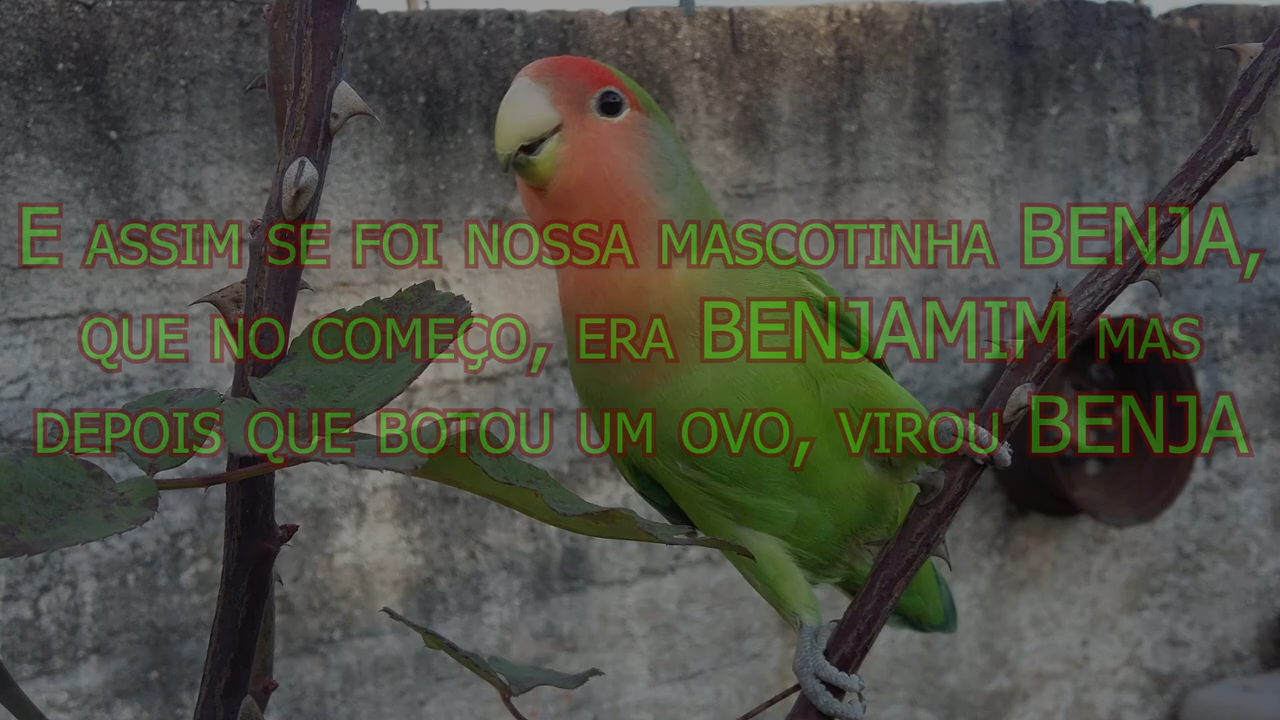 E ASSIM SE FOI NOSSA MASCOTINHA BENJA,
QUE NO COMEÇO, ERA BENJAMIM MAS
DEPOIS QUE BOTOU UM OVO, VIROU BENJA